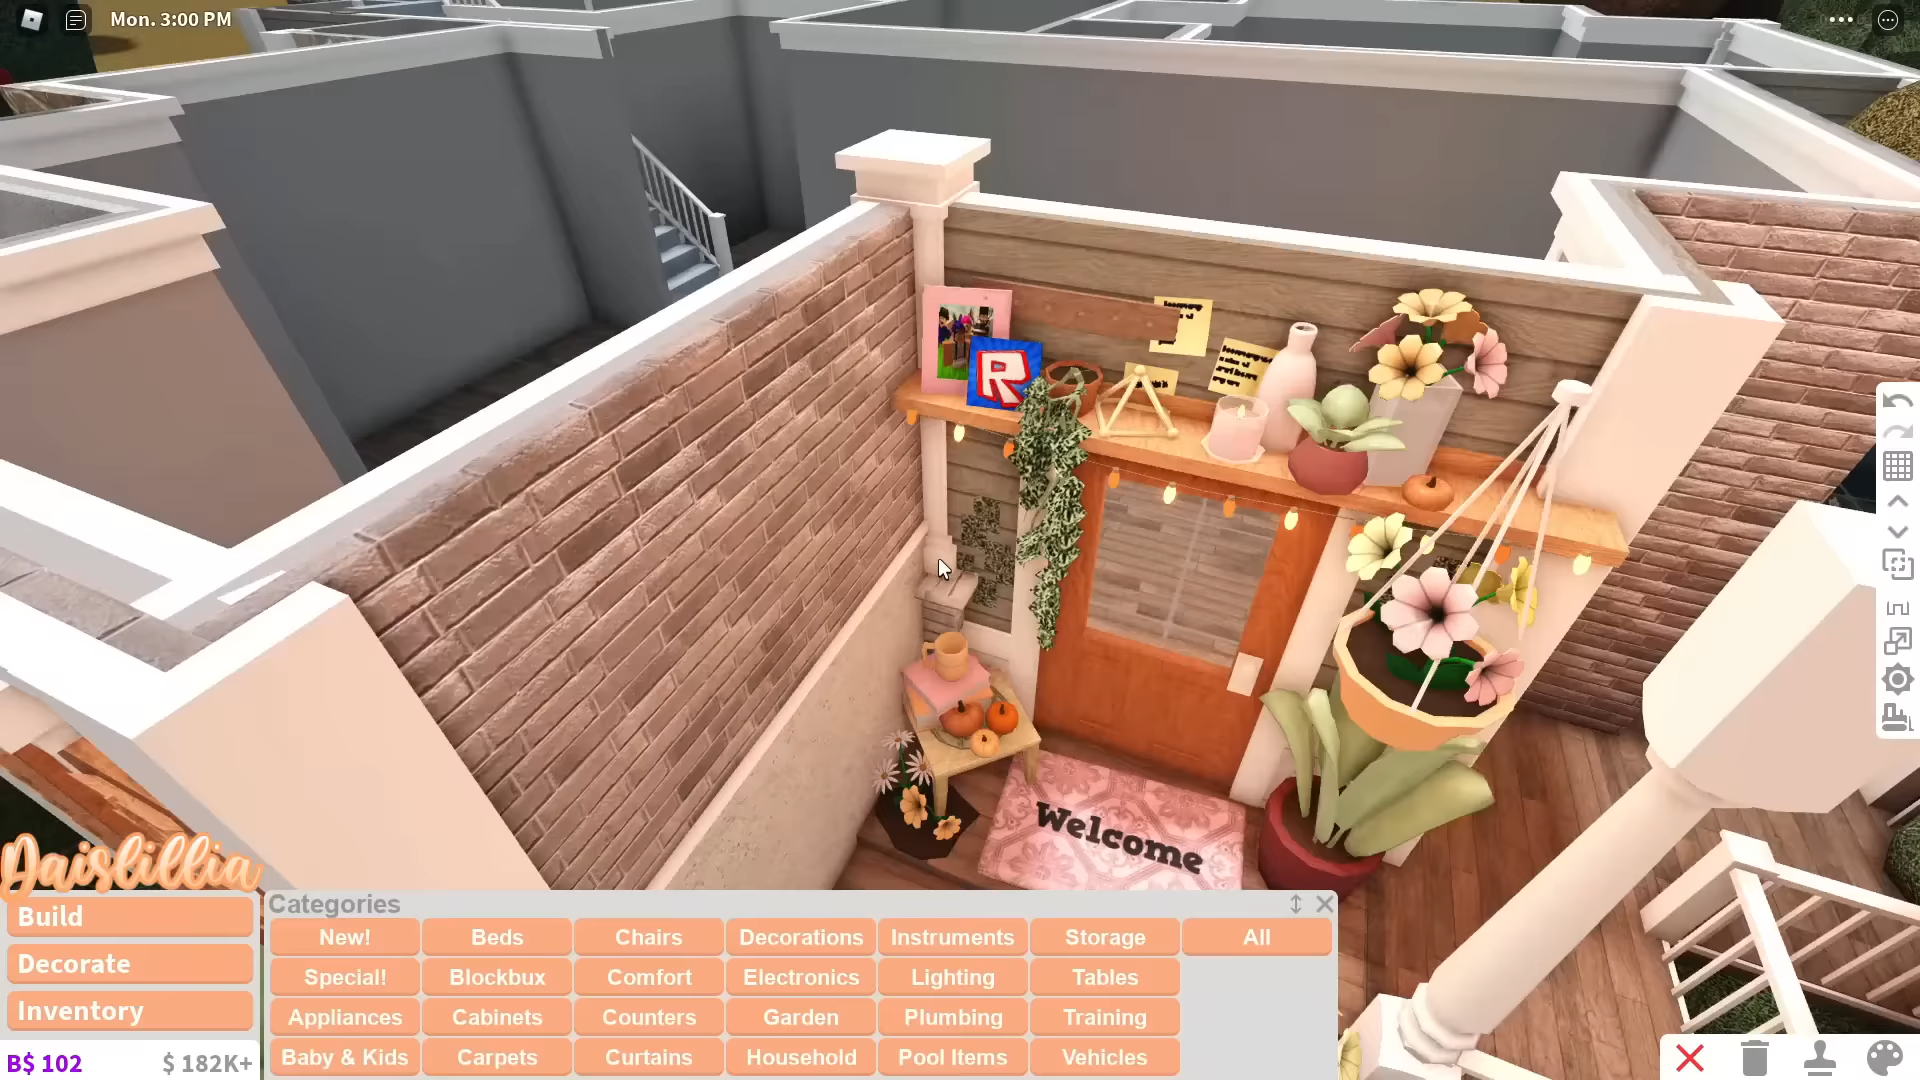 Mon. 3:00 PM
R
Welcome
Daisfillia
Build
Decorate
Inventory
B$ 102
$ 182K+
Categories
New!
Beds
Chairs
Decorations
Instruments
Storage
All
Special!
Blockbux
Comfort
Electronics
Lighting
Tables
Appliances
Cabinets
Counters
Garden
Plumbing
Training
Baby & Kids
Carpets
Curtains
Household
Pool Items
Vehicles